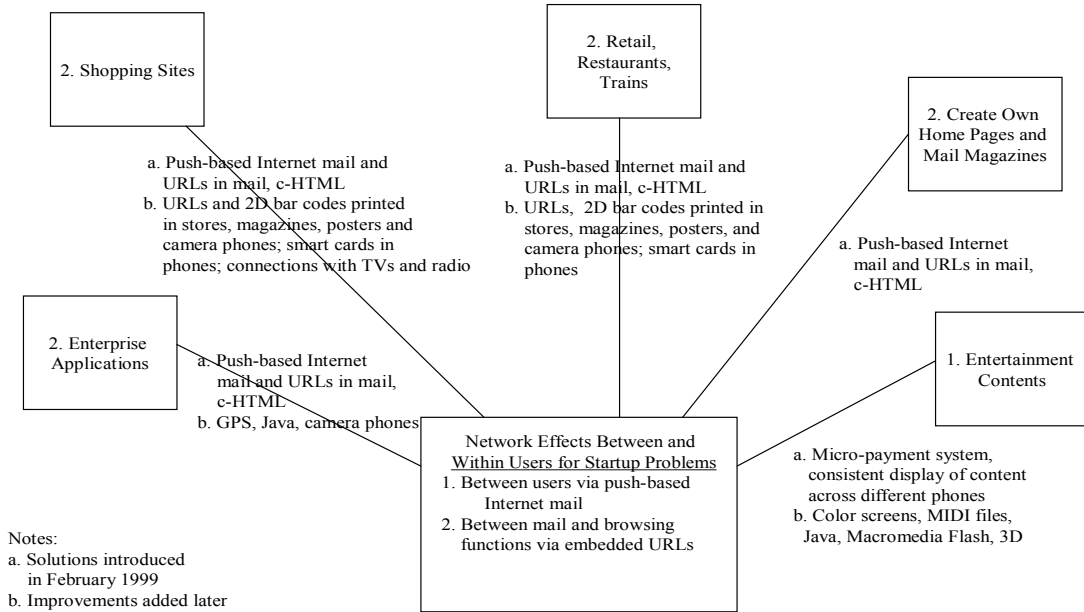 2. Shopping Sites
2. Retail,
Restaurants,
Trains
2. Create Own
Home Pages and
Mail Magazines
a. Push-based Internet mail and
URLs in mail, c-HTML
b. URLs and 2D bar codes printed
in stores, magazines, posters and
camera phones; smart cards in
phones; connections with TVs and radio
a. Push-based Internet mail and
URLs in mail, c-HTML
b. URLs, 2D bar codes printed in
stores, magazines, posters, and
camera phones; smart cards in
phones
a. Push-based Internet
mail and URLs in mail,
c-HTML
2. Enterprise
Applications
a. Push-based Internet
mail and URLs in mail,
c-HTML
b. GPS, Java, camera phones
1. Entertainment
Contents
Network Effects Between and
Within Users for Startup Problems
1. Between users via push-based
Internet mail
2. Between mail and browsing
functions via embedded URLs
a. Micro-payment system,
consistent display of content
across different phones
b. Color screens, MIDI files,
Java, Macromedia Flash, 3D
Notes:
a. Solutions introduced
in February 1999
b. Improvements added later